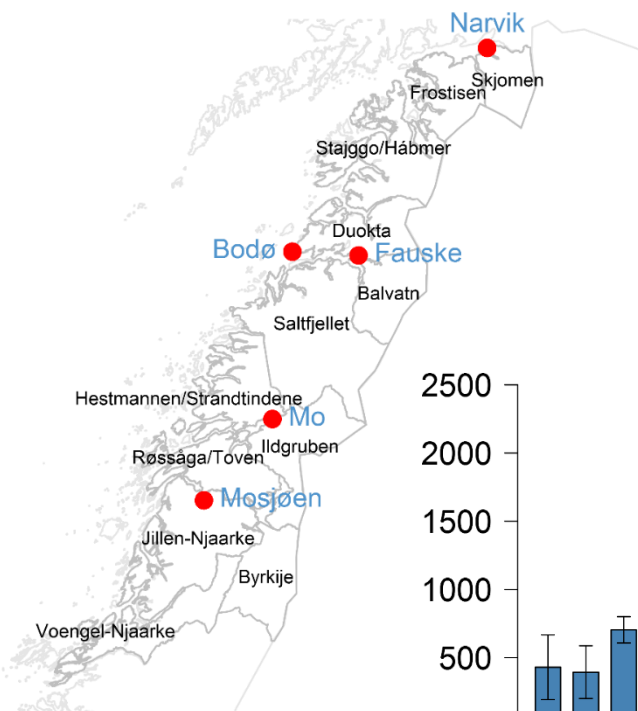 Narvik
Skjomen
Frostisen
Stajggo/Hábmer
Duokta
Bodø
Fauske
Balvatn
Saltfjellet
Hestmannen/Strandtindene
Mo
Ildgruben
Røssåga/Toven
Mosjøen
Jillen-Njaarke
Byrkije
Voengel-Njaarke
2500
2000
1500
1000
500